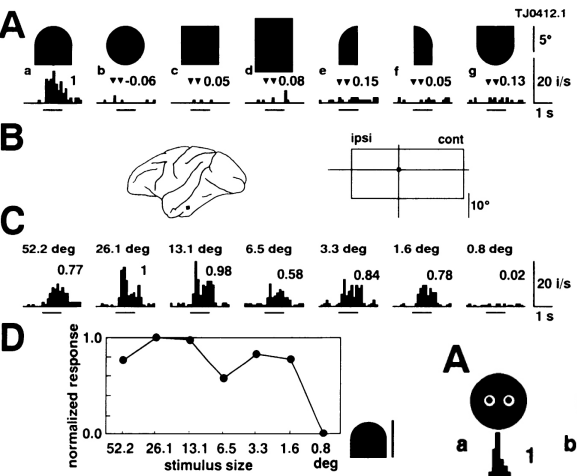 TJ0412.1
A
5°
a b c d e f g
1 ▾▾-0.06 ▾▾0.05 ▾▾0.08 ▾▾0.15 ▾▾0.05 ▾▾0.13
20 i/s
1 s
B
ipsi cont
10°
C
52.2 deg 26.1 deg 13.1 deg 6.5 deg 3.3 deg 1.6 deg 0.8 deg
0.77 1 0.98 0.58 0.84 0.78 0.02
20 i/s
1 s
D
normalized response
1.0
0.0
52.2 26.1 13.1 6.5 3.3 1.6 0.8
stimulus size deg
A
a 1 b